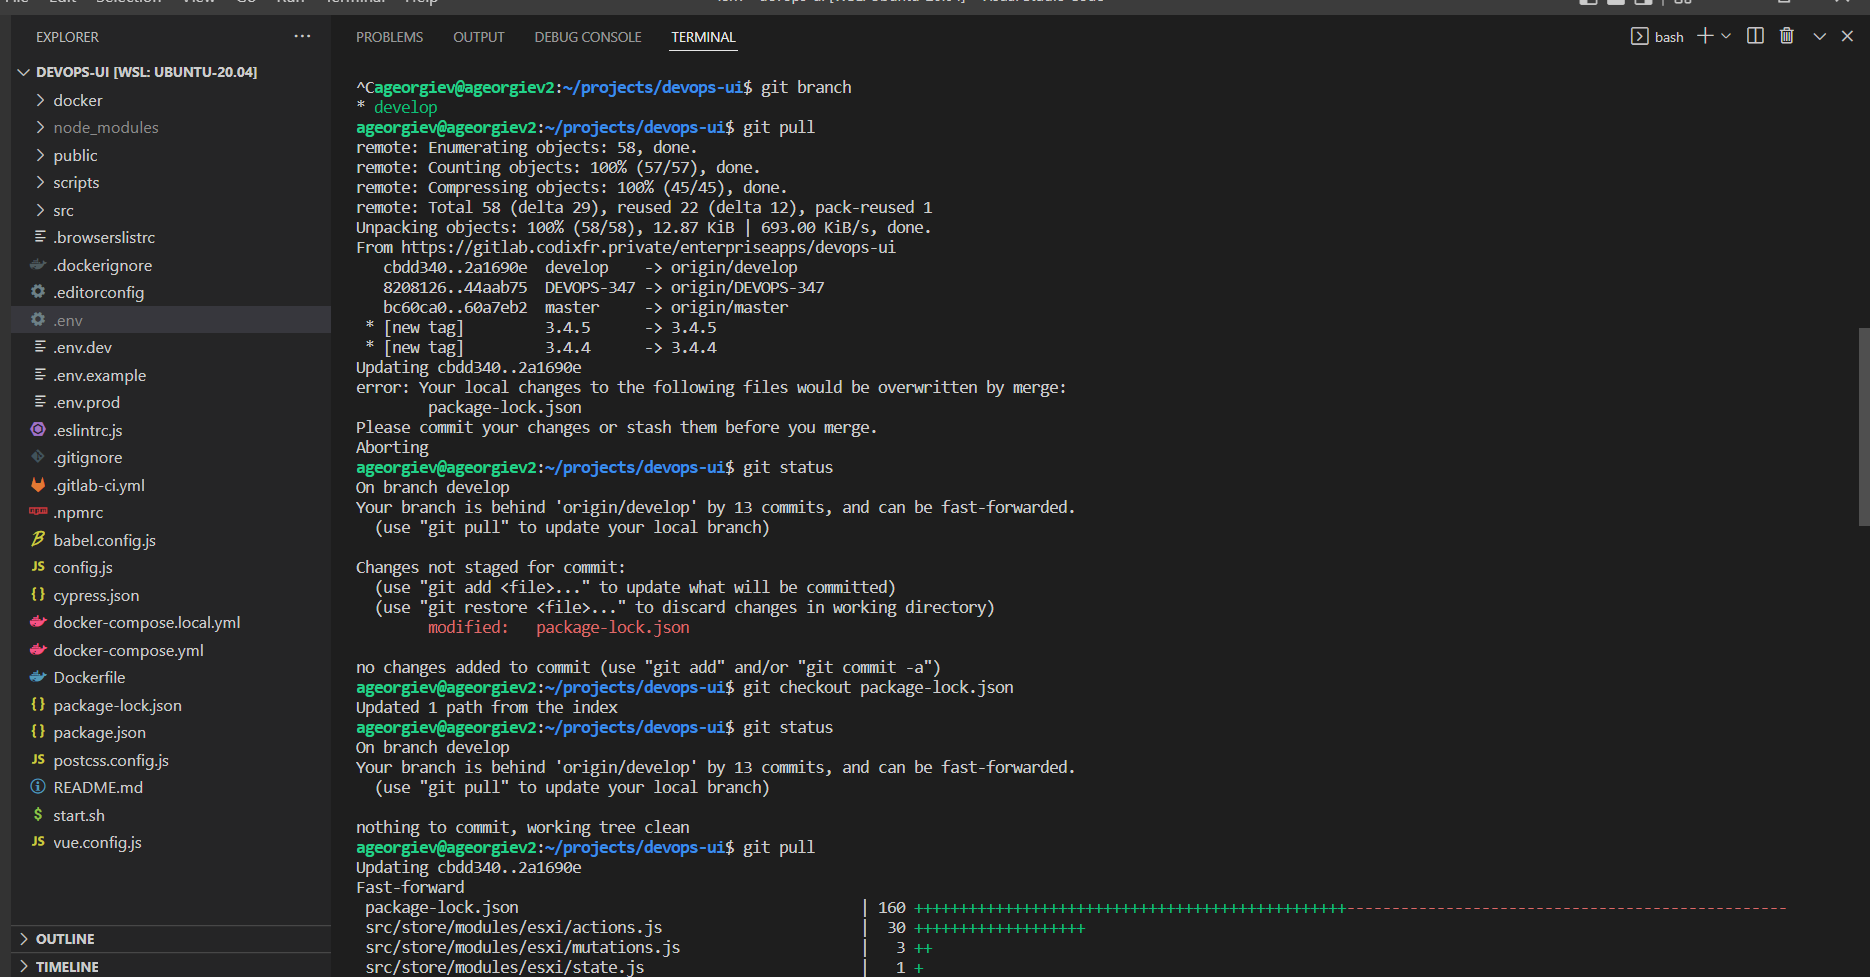 File Edit Selection View Go Run Terminal Help
EXPLORER
DEVOPS-UI [WSL: UBUNTU-20.04]
docker
node_modules
public
scripts
src
.browserslistrc
.dockerignore
.editorconfig
.env
.env.dev
.env.example
.env.prod
.eslintrc.js
.gitignore
.gitlab-ci.yml
.npmrc
babel.config.js
JS config.js
{} cypress.json
docker-compose.local.yml
docker-compose.yml
Dockerfile
{} package-lock.json
{} package.json
JS postcss.config.js
README.md
$ start.sh
JS vue.config.js
OUTLINE
TIMELINE
PROBLEMS OUTPUT DEBUG CONSOLE TERMINAL
bash
^Cageorgiev@ageorgiev2:~/projects/devops-ui$ git branch
* develop
ageorgiev@ageorgiev2:~/projects/devops-ui$ git pull
remote: Enumerating objects: 58, done.
remote: Counting objects: 100% (57/57), done.
remote: Compressing objects: 100% (45/45), done.
remote: Total 58 (delta 29), reused 22 (delta 12), pack-reused 1
Unpacking objects: 100% (58/58), 12.87 KiB | 693.00 KiB/s, done.
From https://gitlab.codixfr.private/enterpriseapps/devops-ui
cbdd340..2a1690e develop -> origin/develop
8208126..44aab75 DEVOPS-347 -> origin/DEVOPS-347
bc60ca0..60a7eb2 master -> origin/master
* [new tag] 3.4.5 -> 3.4.5
* [new tag] 3.4.4 -> 3.4.4
Updating cbdd340..2a1690e
error: Your local changes to the following files would be overwritten by merge:
package-lock.json
Please commit your changes or stash them before you merge.
Aborting
ageorgiev@ageorgiev2:~/projects/devops-ui$ git status
On branch develop
Your branch is behind 'origin/develop' by 13 commits, and can be fast-forwarded.
(use "git pull" to update your local branch)
Changes not staged for commit:
(use "git add <file>..." to update what will be committed)
(use "git restore <file>..." to discard changes in working directory)
modified: package-lock.json
no changes added to commit (use "git add" and/or "git commit -a")
ageorgiev@ageorgiev2:~/projects/devops-ui$ git checkout package-lock.json
Updated 1 path from the index
ageorgiev@ageorgiev2:~/projects/devops-ui$ git status
On branch develop
Your branch is behind 'origin/develop' by 13 commits, and can be fast-forwarded.
(use "git pull" to update your local branch)
nothing to commit, working tree clean
ageorgiev@ageorgiev2:~/projects/devops-ui$ git pull
Updating cbdd340..2a1690e
Fast-forward
package-lock.json | 160 ++++++++++++++++++++++++++++++++++++++++++++++++-------------------------------------------------
src/store/modules/esxi/actions.js | 30 +++++++++++++++++++
src/store/modules/esxi/mutations.js | 3 ++
src/store/modules/esxi/state.js | 1 +